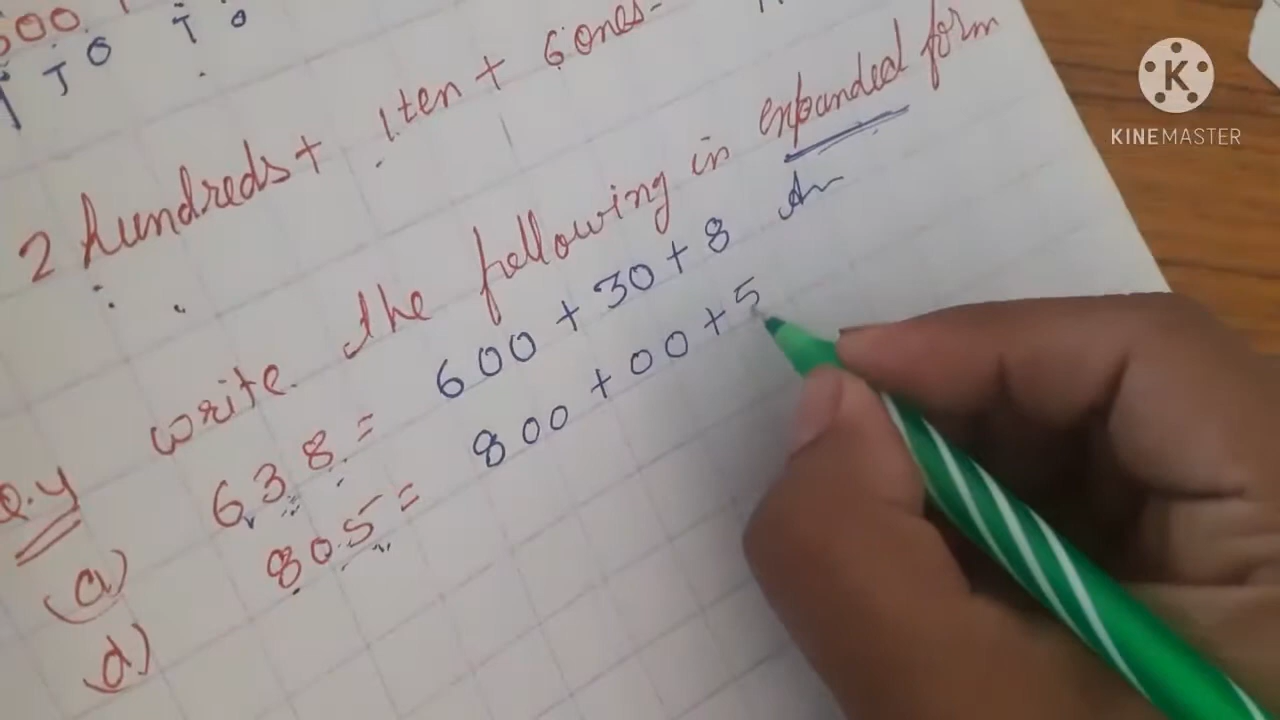 500
T O T O
2 hundreds + 1 ten + 6 ones
Q.4 write the following in expanded form
a) 638 = 600 + 30 + 8 An
d) 805 = 800 + 00 + 5
K
KINEMASTER